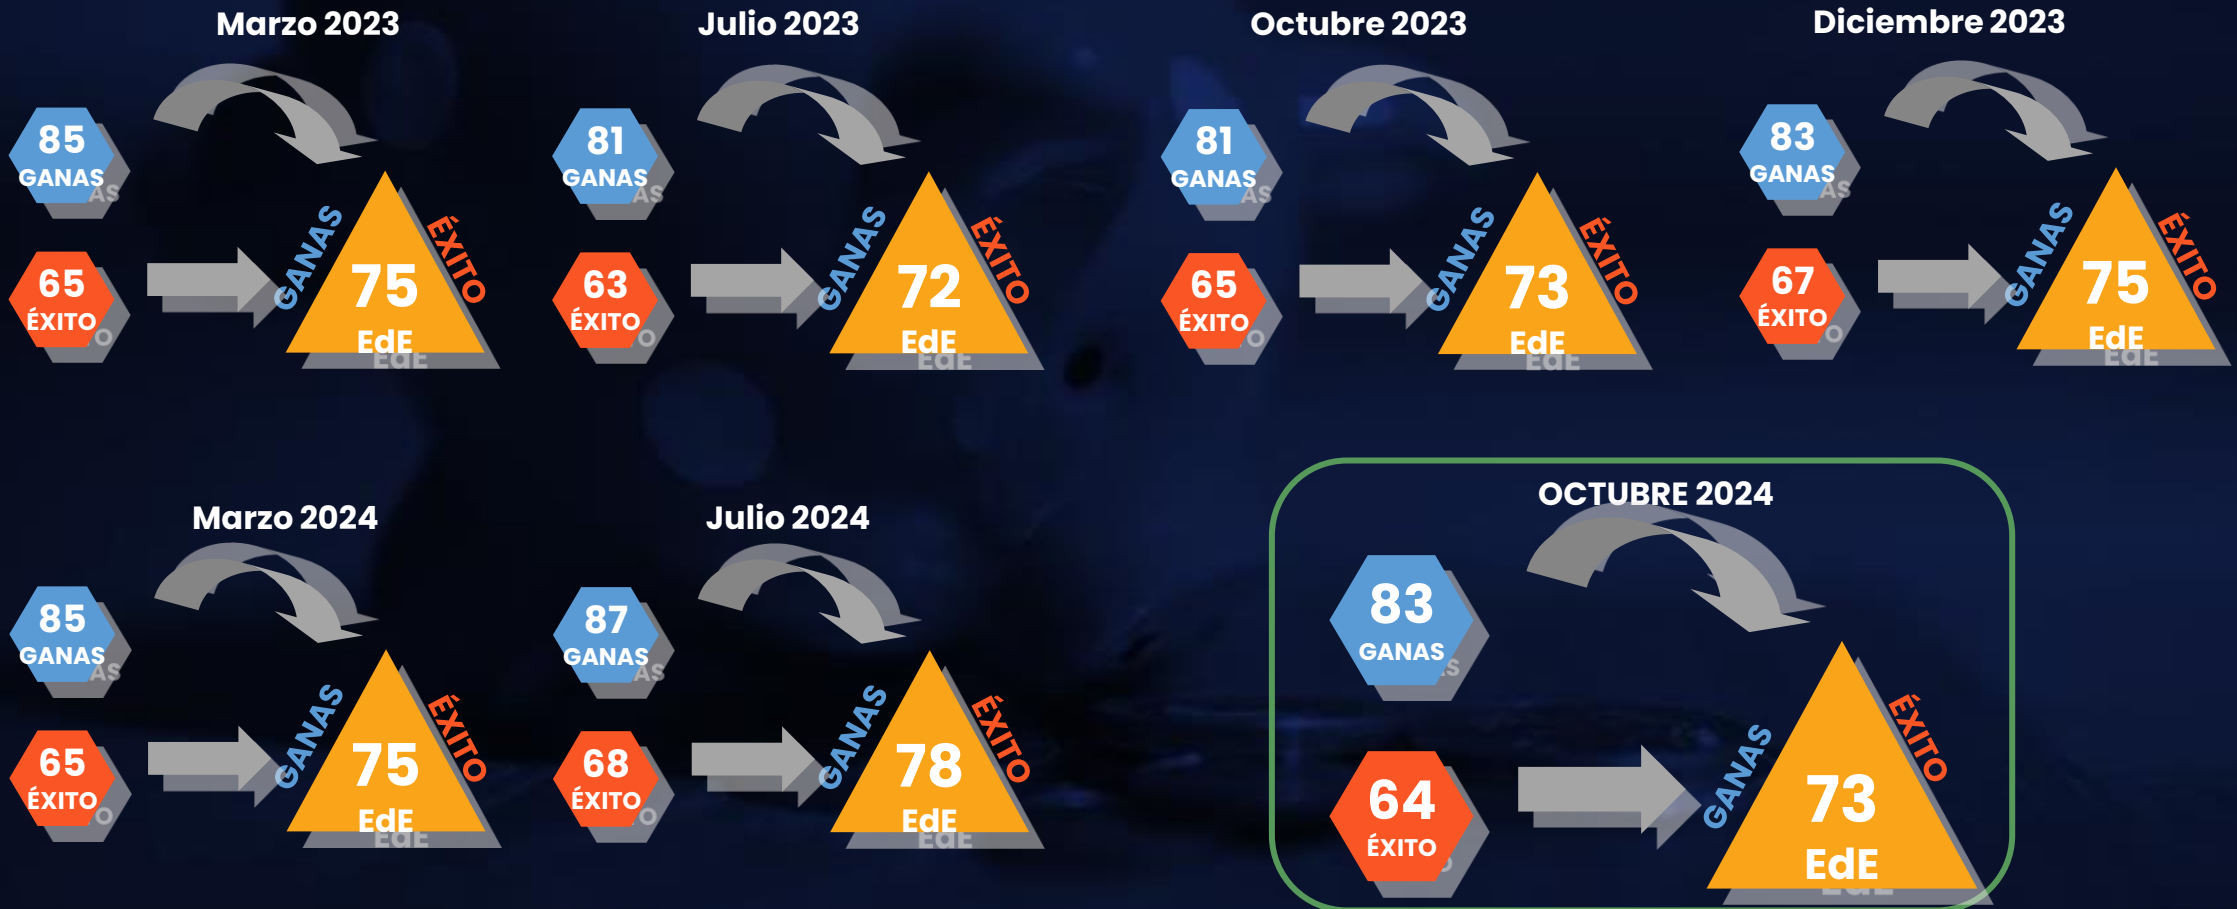 Marzo 2023
85
GANAS
65
ÉXITO
GANAS
ÉXITO
75
EdE
Julio 2023
81
GANAS
63
ÉXITO
GANAS
ÉXITO
72
EdE
Octubre 2023
81
GANAS
65
ÉXITO
GANAS
ÉXITO
73
EdE
Diciembre 2023
83
GANAS
67
ÉXITO
GANAS
ÉXITO
75
EdE
Marzo 2024
85
GANAS
65
ÉXITO
GANAS
ÉXITO
75
EdE
Julio 2024
87
GANAS
68
ÉXITO
GANAS
ÉXITO
78
EdE
OCTUBRE 2024
83
GANAS
64
ÉXITO
GANAS
ÉXITO
73
EdE